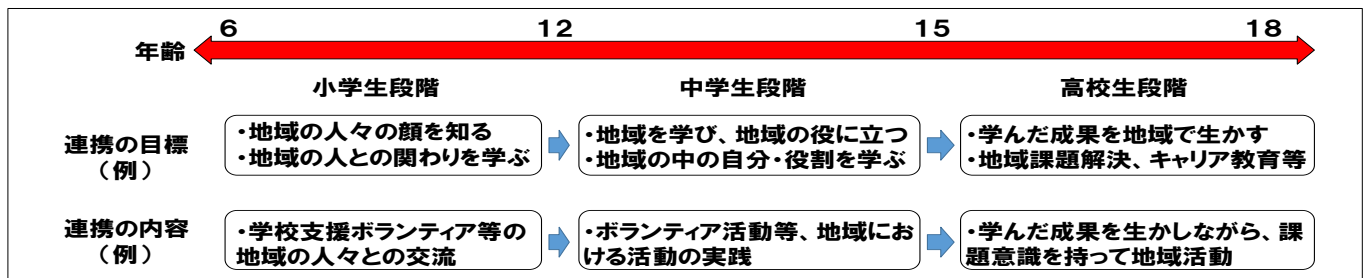 6 12 15 18
年齢
小学生段階 中学生段階 高校生段階
連携の目標
（例）
・地域の人々の顔を知る
・地域の人との関わりを学ぶ
・地域を学び、地域の役に立つ
・地域の中の自分・役割を学ぶ
・学んだ成果を地域で生かす
・地域課題解決、キャリア教育等
連携の内容
（例）
・学校支援ボランティア等の
地域の人々との交流
・ボランティア活動等、地域にお
ける活動の実践
・学んだ成果を生かしながら、課
題意識を持って地域活動